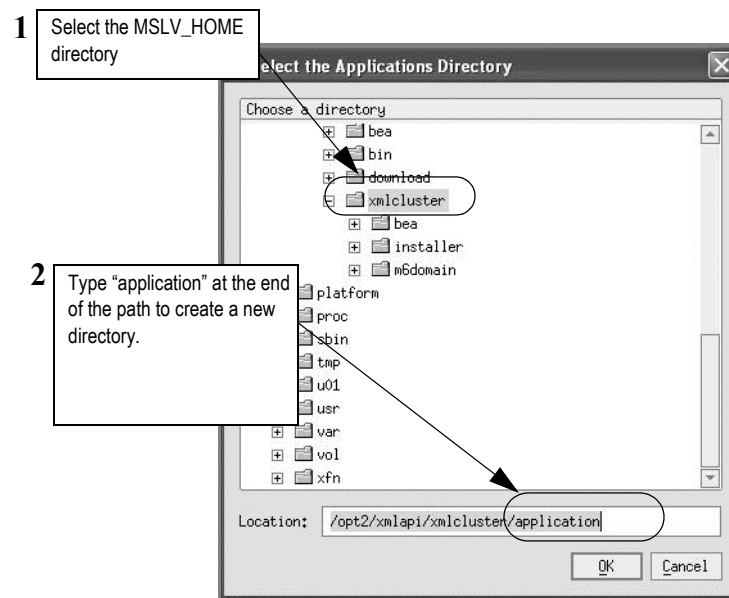 1
Select the MSLV_HOME
directory
elect the Applications Directory
Choose a directory
bea
bin
download
xmlcluster
bea
installer
m6domain
2
Type “application” at the end
of the path to create a new
directory.
platform
proc
sbin
tmp
u01
usr
var
vol
xfn
Location: /opt2/xmlapi/xmlcluster/application
OK Cancel